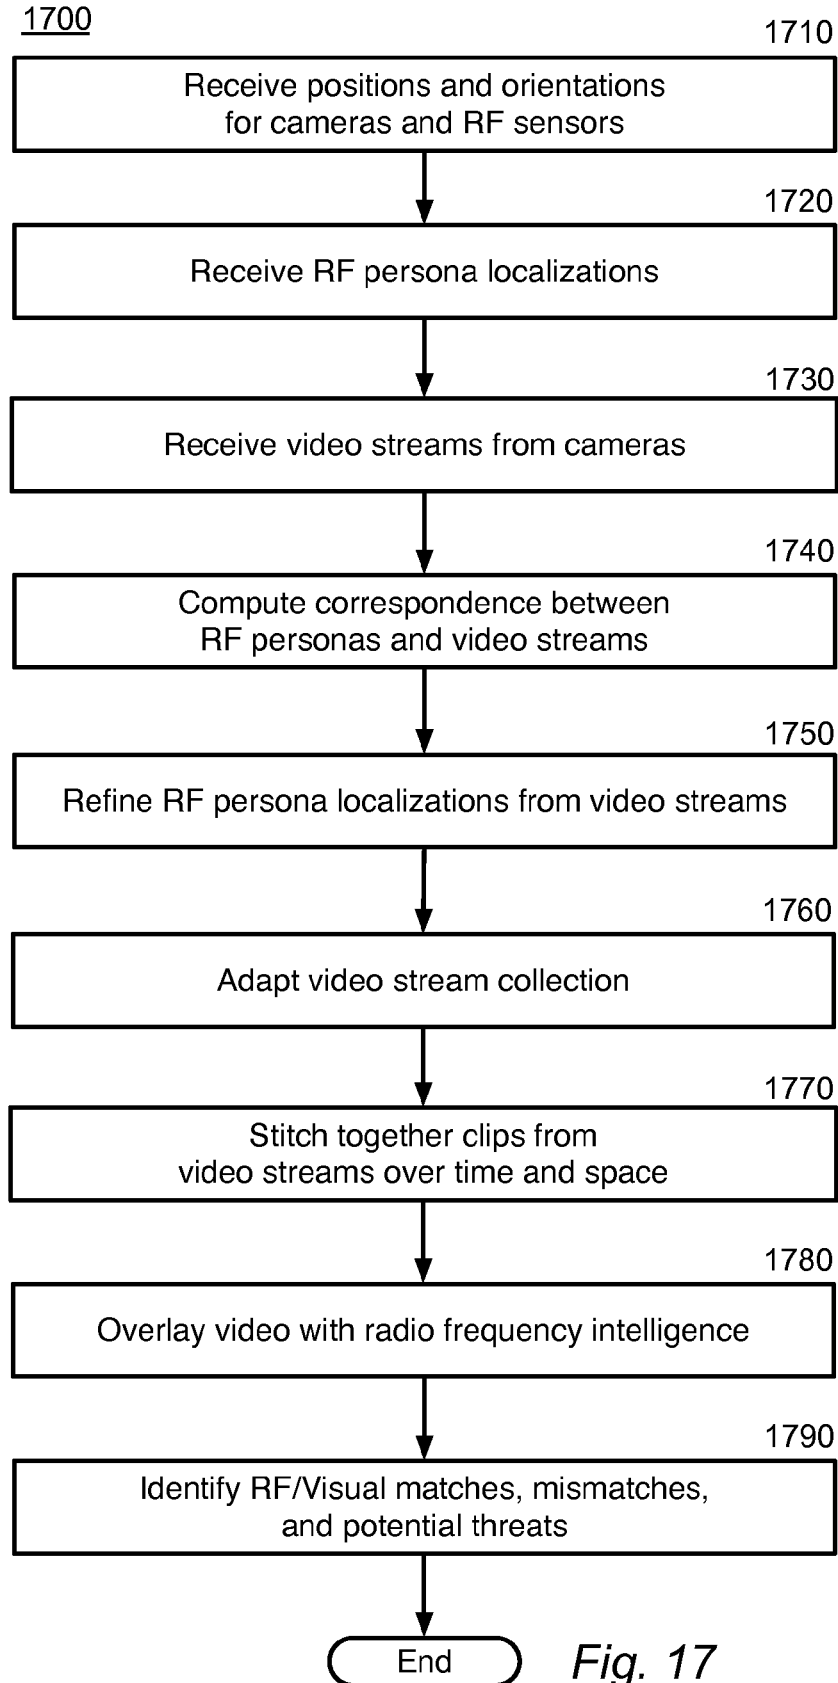 1700
1710
Receive positions and orientations
for cameras and RF sensors
1720
Receive RF persona localizations
1730
Receive video streams from cameras
1740
Compute correspondence between
RF personas and video streams
1750
Refine RF persona localizations from video streams
1760
Adapt video stream collection
1770
Stitch together clips from
video streams over time and space
1780
Overlay video with radio frequency intelligence
1790
Identify RF/Visual matches, mismatches,
and potential threats
End
Fig. 17